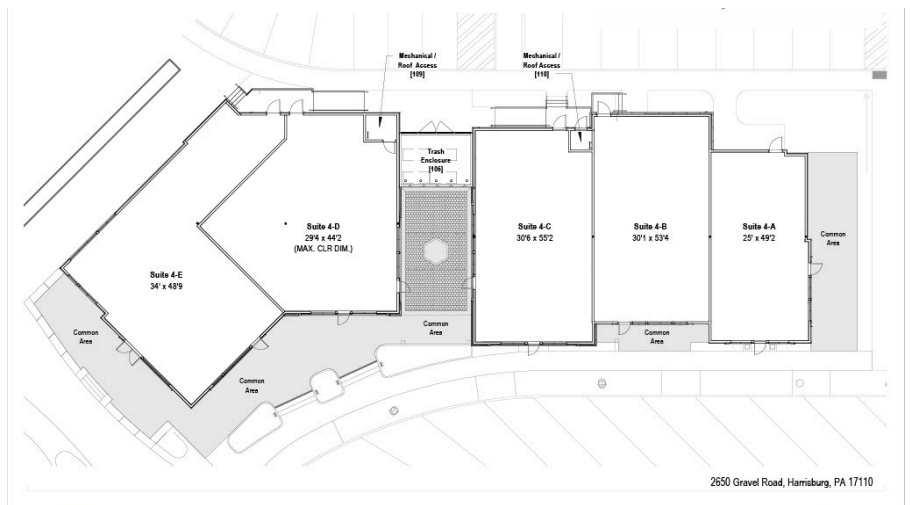 Mechanical /
Roof Access
[109]
Mechanical /
Roof Access
[110]
Trash
Enclosure
[106]
Suite 4-D
29'4 x 44'2
(MAX. CLR DIM.)
Suite 4-C
30'6 x 55'2
Suite 4-B
30'1 x 53'4
Suite 4-A
25' x 49'2
Common
Area
Suite 4-E
34' x 48'9
Common
Area
Common
Area
Common
Area
Common
Area
2650 Gravel Road, Harrisburg, PA 17110